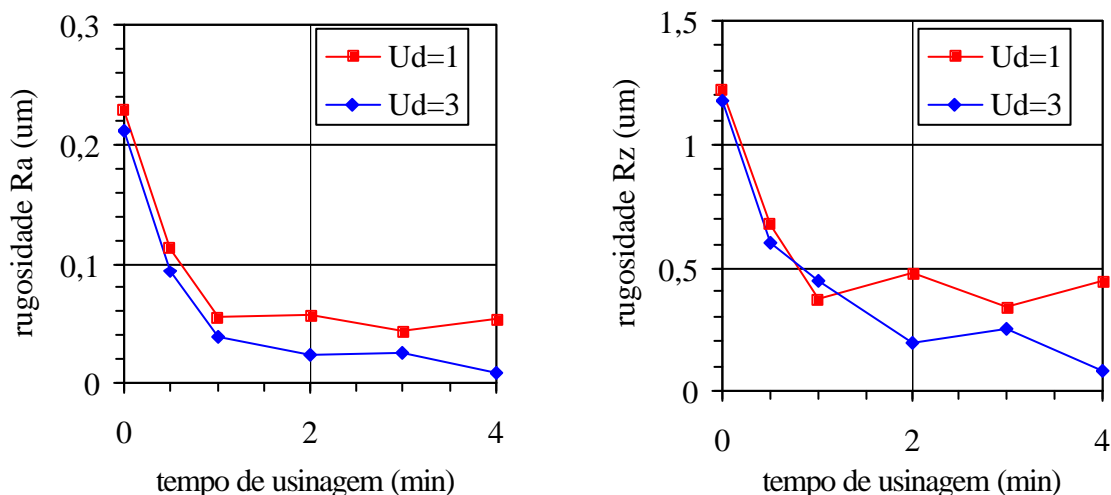 0,3
0,2
0,1
0
rugosidade Ra (um)
Ud=1
Ud=3
0 2 4
tempo de usinagem (min)
1,5
1
0,5
0
rugosidade Rz (um)
Ud=1
Ud=3
0 2 4
tempo de usinagem (min)